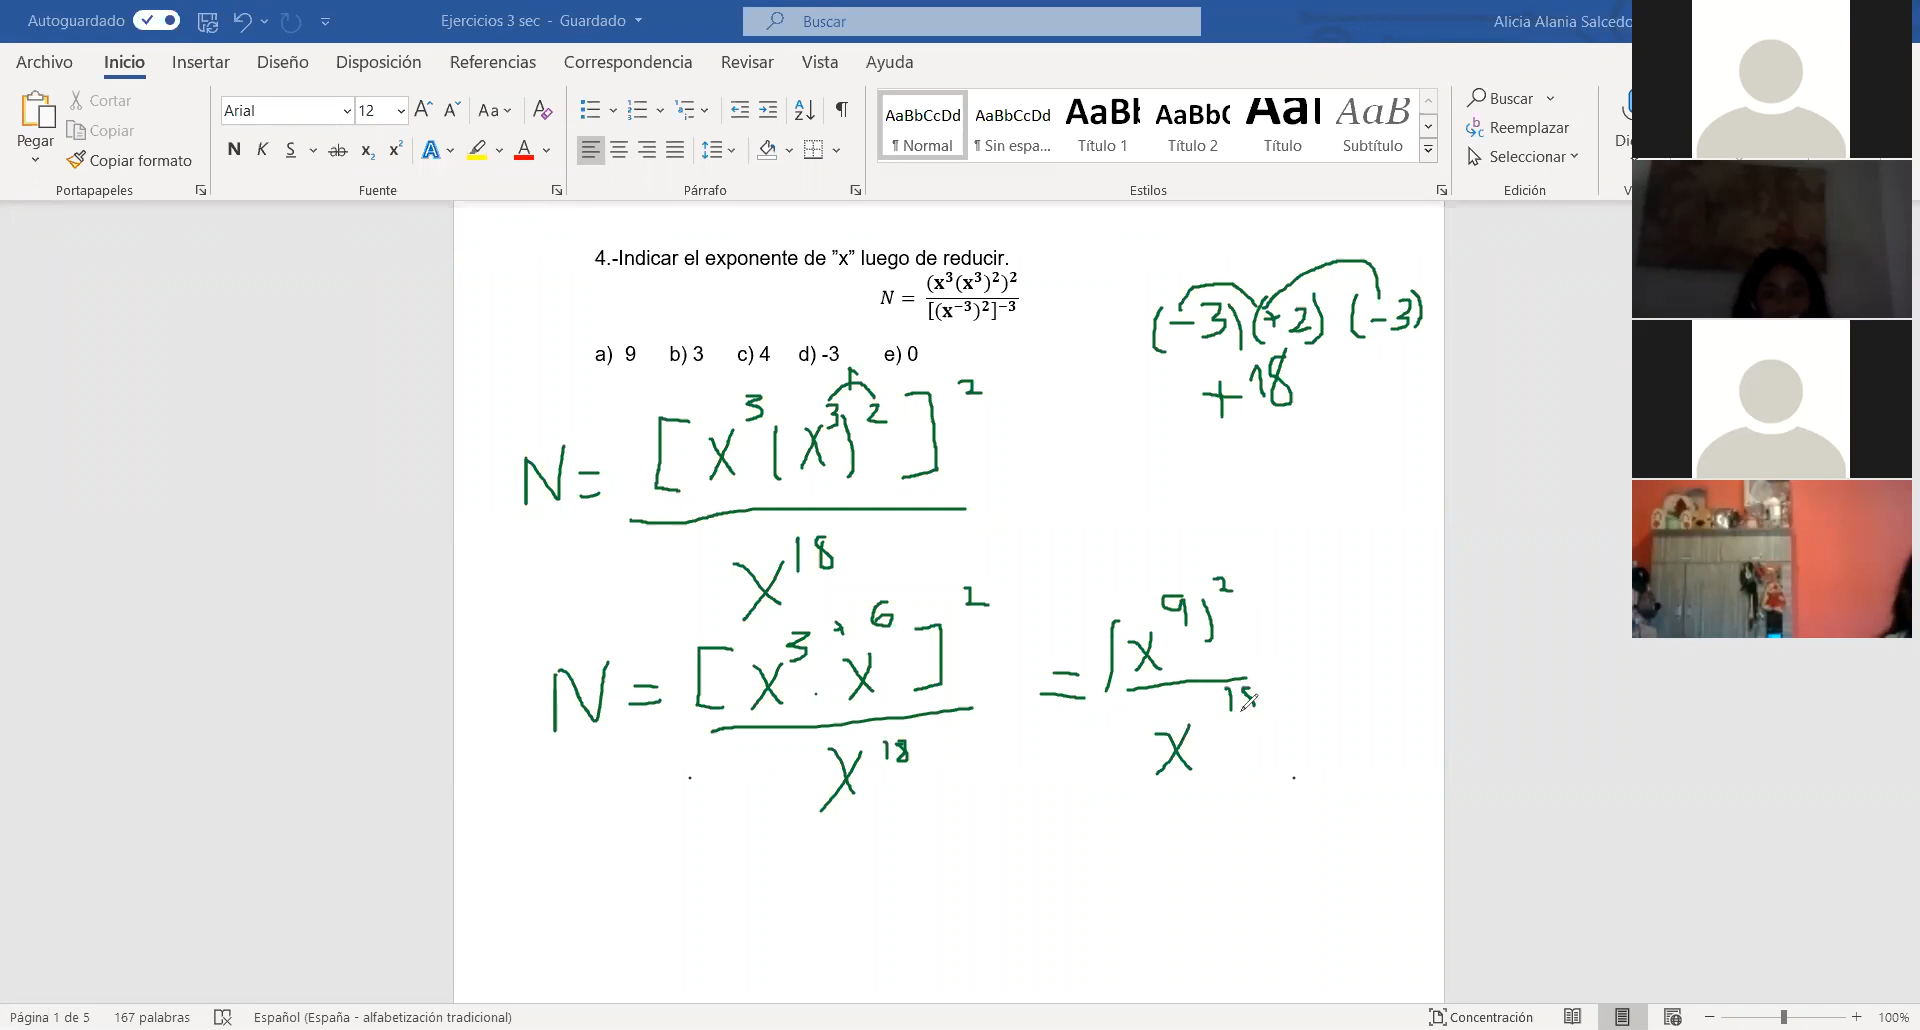 Autoguardado
Ejercicios 3 sec - Guardado
Buscar
Alicia Alania Salcedo
Archivo Inicio Insertar Diseño Disposición Referencias Correspondencia Revisar Vista Ayuda
Pegar
Cortar
Copiar
Copiar formato
Portapapeles
Arial 12
N K S ab x₂ x² A A
Fuente
Párrafo
AaBbCcDd AaBbCcDd AaBl AaBbC AaI AaB
¶ Normal ¶ Sin espa... Título 1 Título 2 Título Subtítulo
Estilos
Buscar
Reemplazar
Seleccionar
Edición
4.-Indicar el exponente de ”x” luego de reducir.
N = (x³(x³)²)² / [(x⁻³)²]⁻³
a) 9 b) 3 c) 4 d) -3 e) 0
(-3)(+2)(-3)
+18
N = [x³(x³)²]² / x¹⁸
N = [x³ . x⁶]² / x¹⁸ = (x⁹)² / x¹⁸
Página 1 de 5 167 palabras Español (España - alfabetización tradicional) Concentración 100%